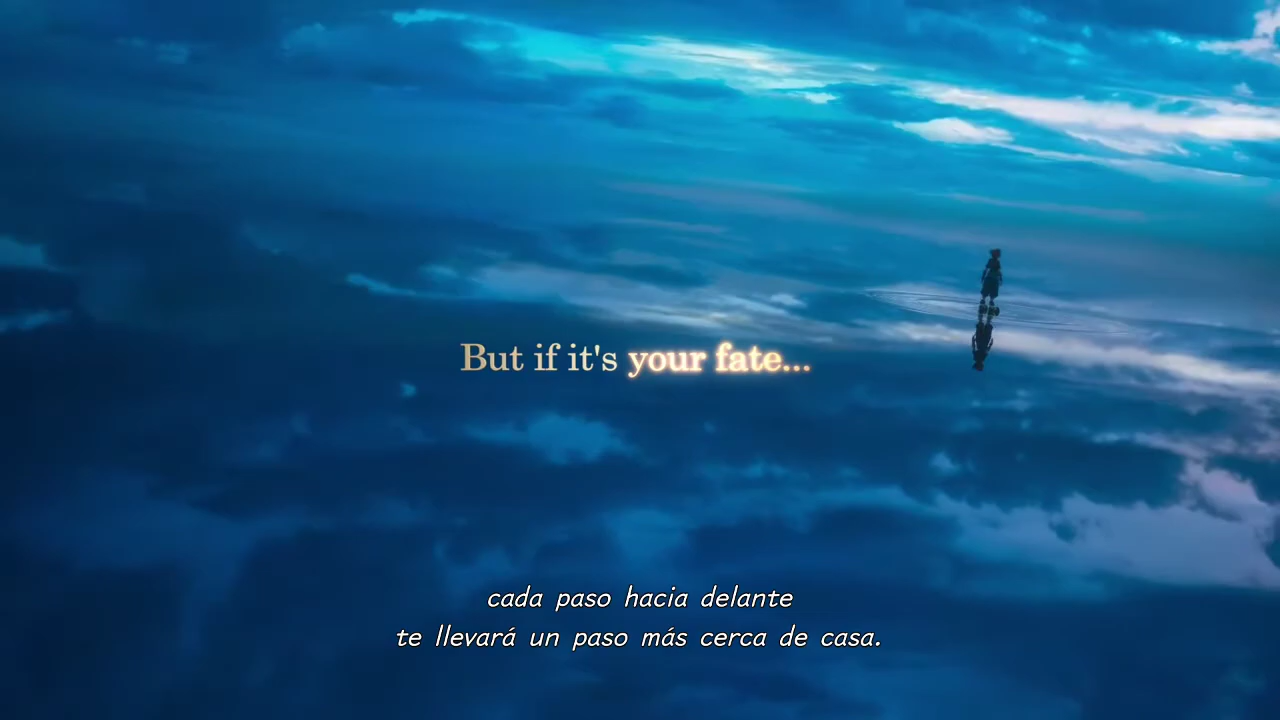 But if it's your fate...
cada paso hacia delante
te llevará un paso más cerca de casa.